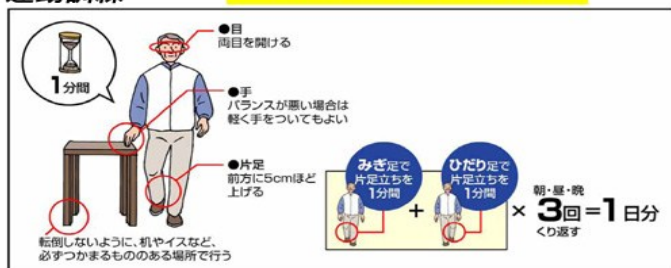 1分間
●目
両目を開ける
●手
バランスが悪い場合は
軽く手をついてもよい
●片足
前方に5cmほど
上げる
転倒しないように、机やイスなど、
必ずつかまるもののある場所で行う
みぎ足で
片足立ちを
1分間
+
ひだり足で
片足立ちを
1分間
×
朝・昼・晩
3回
くり返す
=1日分